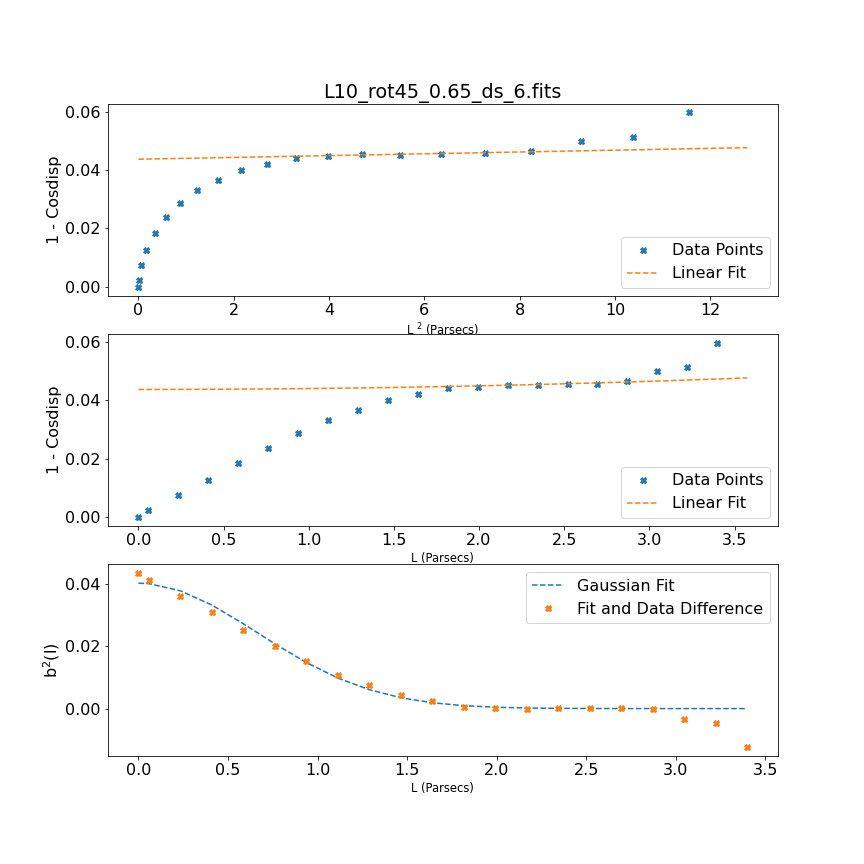 L10_rot45_0.65_ds_6.fits
1 - Cosdisp
0.06
0.04
0.02
0.00
Data Points
Linear Fit
0 2 4 6 8 10 12
L ² (Parsecs)
1 - Cosdisp
0.06
0.04
0.02
0.00
Data Points
Linear Fit
0.0 0.5 1.0 1.5 2.0 2.5 3.0 3.5
L (Parsecs)
b²(l)
0.04
0.02
0.00
Gaussian Fit
Fit and Data Difference
0.0 0.5 1.0 1.5 2.0 2.5 3.0 3.5
L (Parsecs)